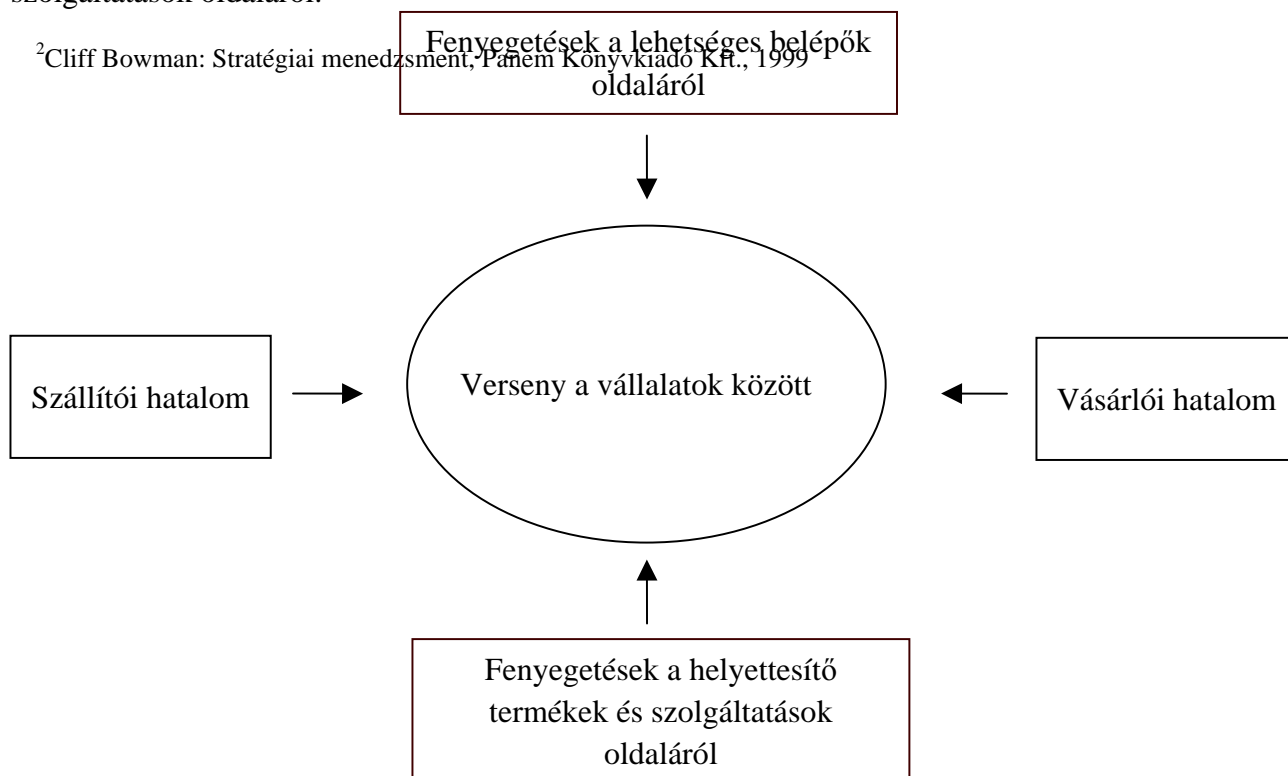 szolgáltatások oldaláról.
Fenyegetések a lehetséges belépők
oldaláról
²Cliff Bowman: Stratégiai menedzsment, Panem Könyvkiadó Kft., 1999
Szállítói hatalom
Verseny a vállalatok között
Vásárlói hatalom
Fenyegetések a helyettesítő
termékek és szolgáltatások
oldaláról